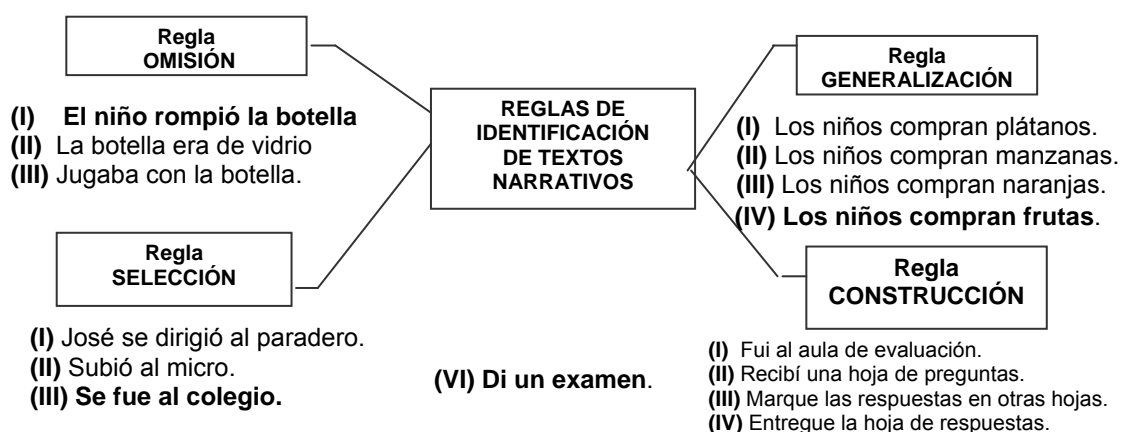 Regla
OMISIÓN
(I) El niño rompió la botella
(II) La botella era de vidrio
(III) Jugaba con la botella.
Regla
SELECCIÓN
(I) José se dirigió al paradero.
(II) Subió al micro.
(III) Se fue al colegio.
REGLAS DE
IDENTIFICACIÓN
DE TEXTOS
NARRATIVOS
Regla
GENERALIZACIÓN
(I) Los niños compran plátanos.
(II) Los niños compran manzanas.
(III) Los niños compran naranjas.
(IV) Los niños compran frutas.
Regla
CONSTRUCCIÓN
(I) Fui al aula de evaluación.
(II) Recibí una hoja de preguntas.
(III) Marque las respuestas en otras hojas.
(IV) Entregue la hoja de respuestas.
(VI) Di un examen.